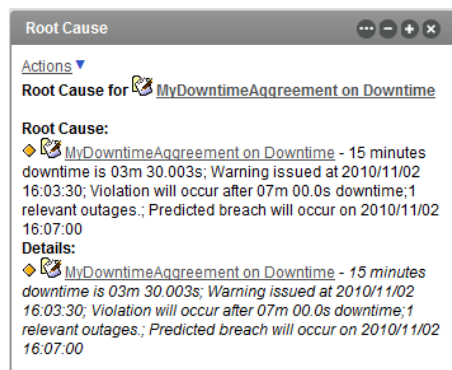 Root Cause
Actions
Root Cause for MyDowntimeAggreement on Downtime
Root Cause:
MyDowntimeAggreement on Downtime - 15 minutes
downtime is 03m 30.003s; Warning issued at 2010/11/02
16:03:30; Violation will occur after 07m 00.0s downtime;1
relevant outages.; Predicted breach will occur on 2010/11/02
16:07:00
Details:
MyDowntimeAggreement on Downtime - 15 minutes
downtime is 03m 30.003s; Warning issued at 2010/11/02
16:03:30; Violation will occur after 07m 00.0s downtime;1
relevant outages.; Predicted breach will occur on 2010/11/02
16:07:00